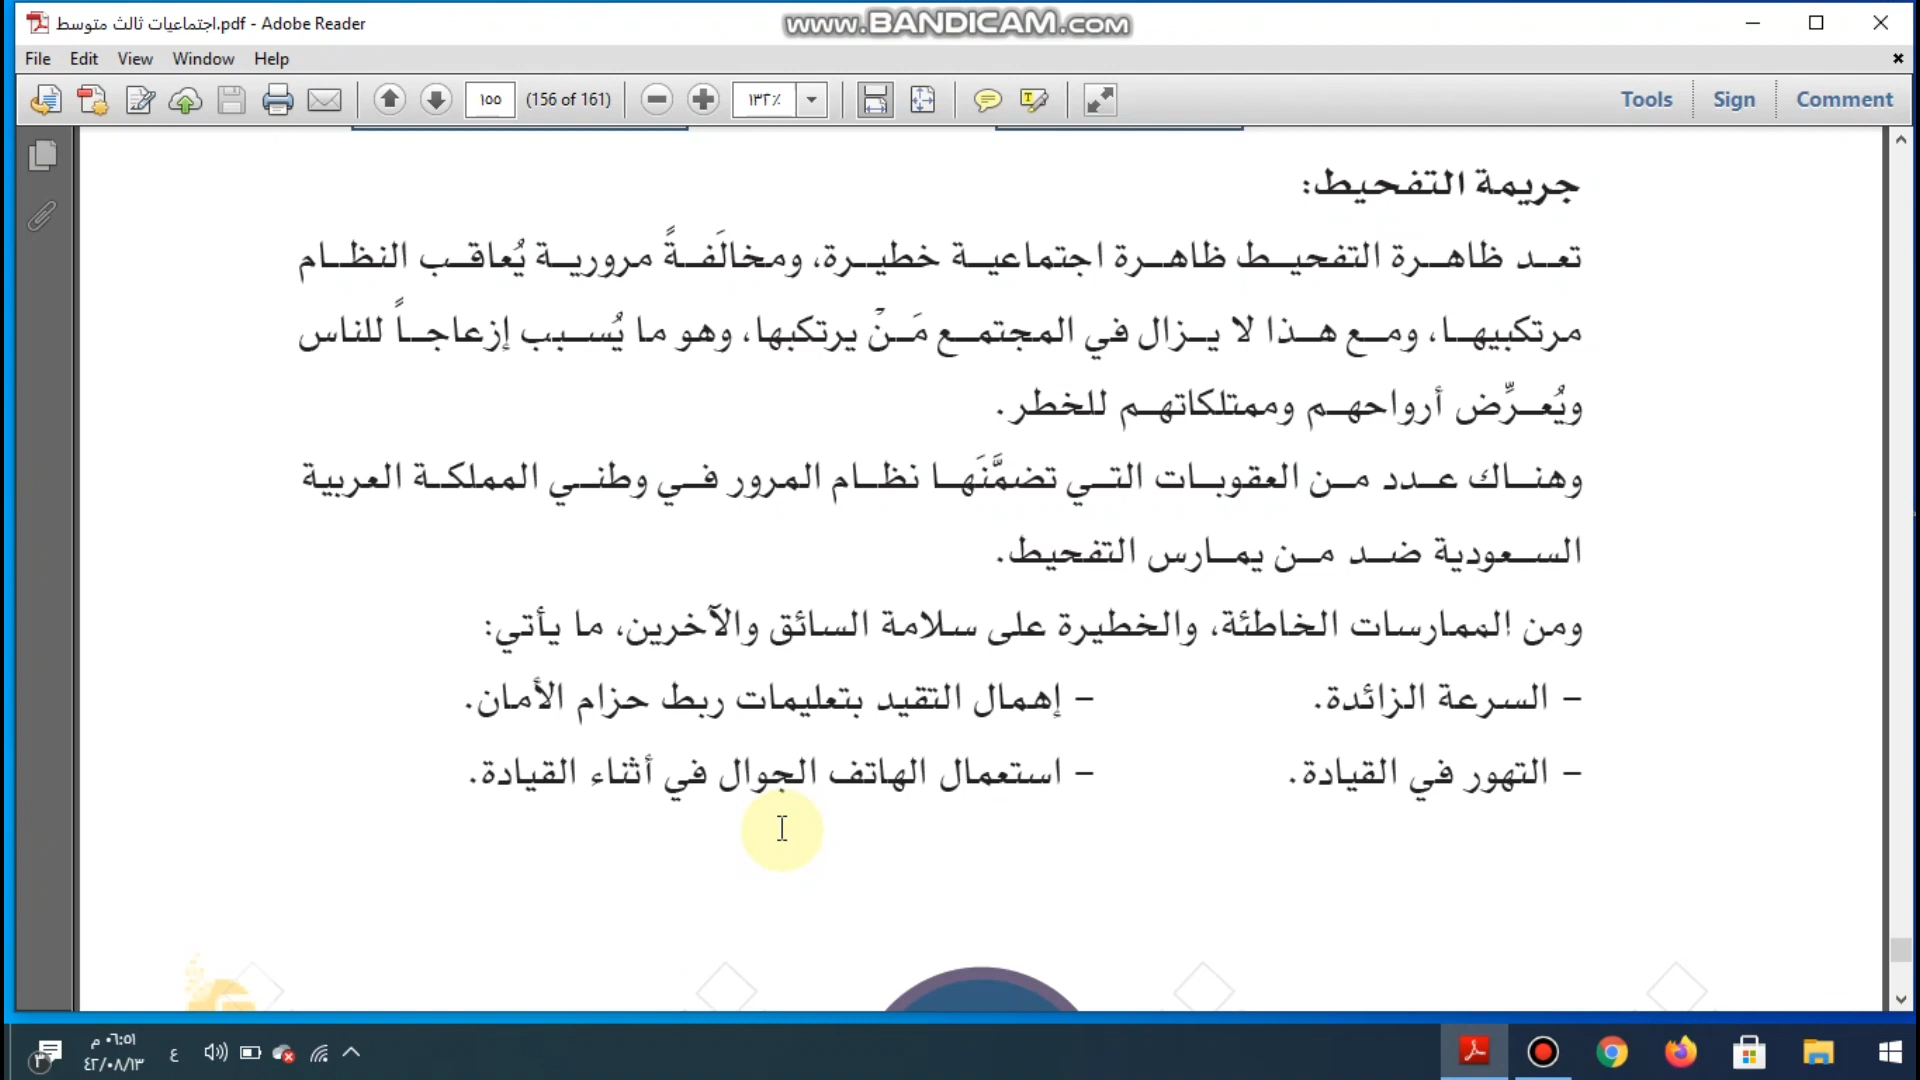 اجتماعيات ثالث متوسط.pdf - Adobe Reader
www.BANDICAM.com
File Edit View Window Help
١٥٥ (156 of 161) ١٣٢٪ Tools Sign Comment
جريمة التفحيط:
تعد ظاهرة التفحيط ظاهرة اجتماعية خطيرة، ومخالَفةً مرورية يُعاقب النظام
مرتكبيها، ومع هذا لا يزال في المجتمع مَنْ يرتكبها، وهو ما يُسبب إزعاجاً للناس
ويُعرِّض أرواحهم وممتلكاتهم للخطر.
وهناك عدد من العقوبات التي تضمَّنَها نظام المرور في وطني المملكة العربية
السعودية ضد من يمارس التفحيط.
ومن الممارسات الخاطئة، والخطيرة على سلامة السائق والآخرين، ما يأتي:
– السرعة الزائدة. – إهمال التقيد بتعليمات ربط حزام الأمان.
– التهور في القيادة. – استعمال الهاتف الجوال في أثناء القيادة.
٠٦:٥١ م
ع
٤٢/٠٨/١٣
٣